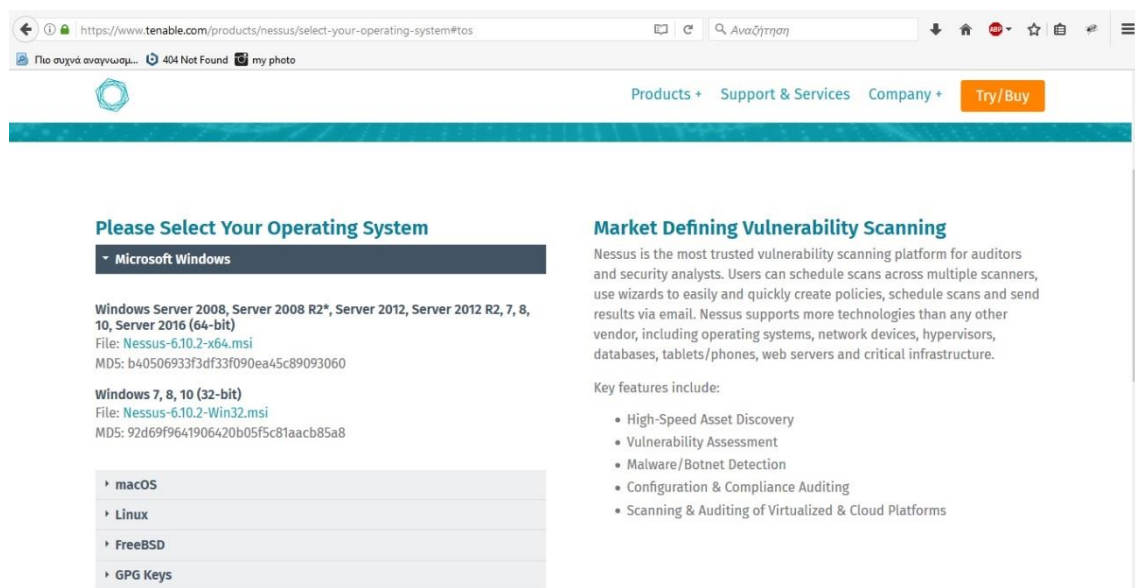 https://www.tenable.com/products/nessus/select-your-operating-system#tos
Αναζήτηση
ABP
Πιο συχνά αναγνωσμ...
404 Not Found
my photo
Products +
Support & Services
Company +
Try/Buy
Please Select Your Operating System
Microsoft Windows
Windows Server 2008, Server 2008 R2*, Server 2012, Server 2012 R2, 7, 8,
10, Server 2016 (64-bit)
File: Nessus-6.10.2-x64.msi
MD5: b40506933f3df33f090ea45c89093060
Windows 7, 8, 10 (32-bit)
File: Nessus-6.10.2-Win32.msi
MD5: 92d69f9641906420b05f5c81aacb85a8
macOS
Linux
FreeBSD
GPG Keys
Market Defining Vulnerability Scanning
Nessus is the most trusted vulnerability scanning platform for auditors
and security analysts. Users can schedule scans across multiple scanners,
use wizards to easily and quickly create policies, schedule scans and send
results via email. Nessus supports more technologies than any other
vendor, including operating systems, network devices, hypervisors,
databases, tablets/phones, web servers and critical infrastructure.
Key features include:
• High-Speed Asset Discovery
• Vulnerability Assessment
• Malware/Botnet Detection
• Configuration & Compliance Auditing
• Scanning & Auditing of Virtualized & Cloud Platforms